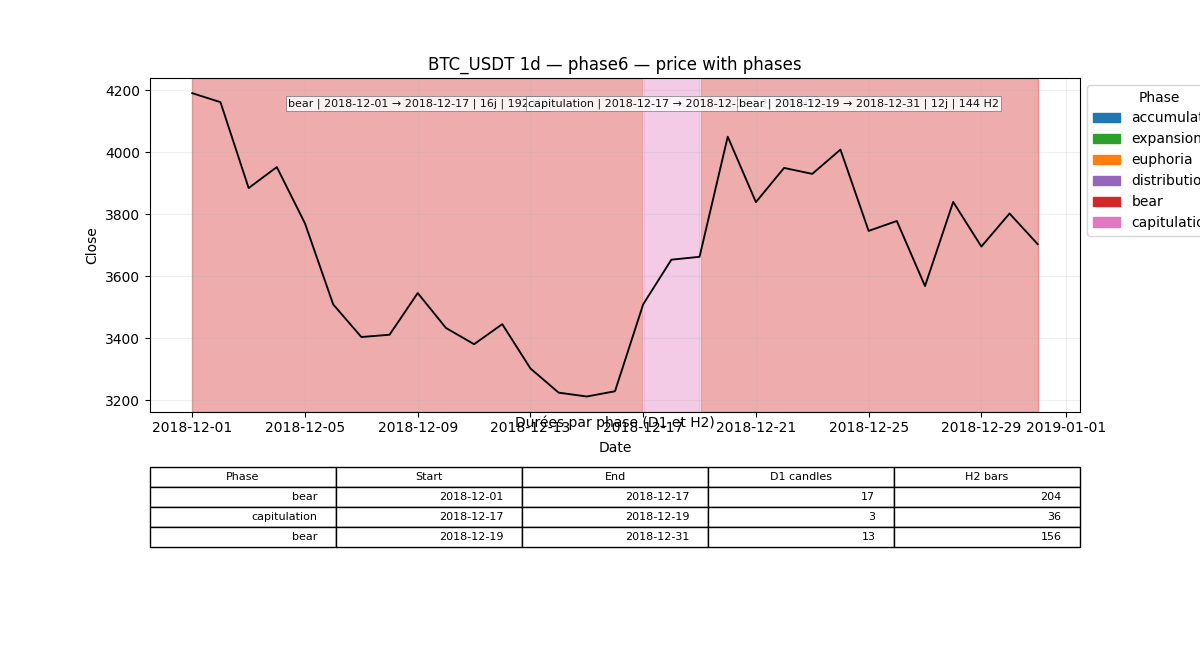 BTC_USDT 1d — phase6 — price with phases
bear | 2018-12-01 → 2018-12-17 | 16j | 192
capitulation | 2018-12-17 → 2018-12-
bear | 2018-12-19 → 2018-12-31 | 12j | 144 H2
4200
4000
3800
3600
3400
3200
Close
Phase
accumulat
expansion
euphoria
distributio
bear
capitulatio
Durées par phase (D1 et H2)
2018-12-01 2018-12-05 2018-12-09 2018-12-13 2018-12-17 2018-12-21 2018-12-25 2018-12-29 2019-01-01
Date
Phase Start End D1 candles H2 bars
bear 2018-12-01 2018-12-17 17 204
capitulation 2018-12-17 2018-12-19 3 36
bear 2018-12-19 2018-12-31 13 156